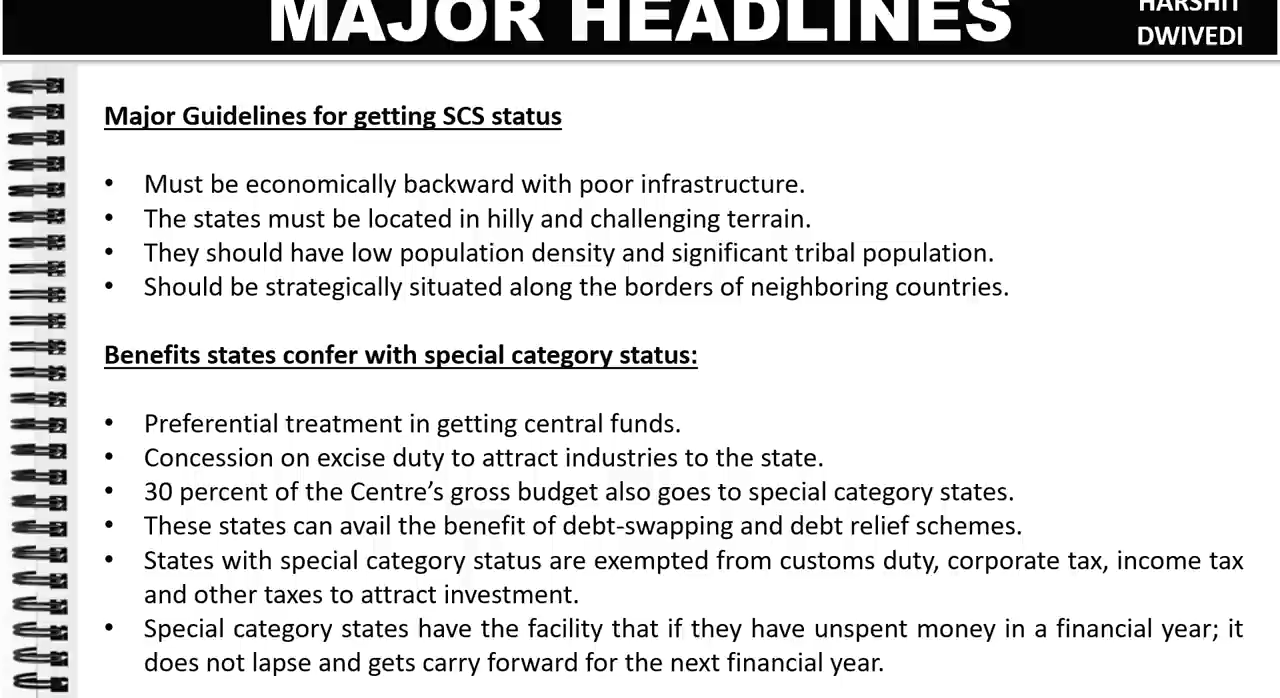 MAJOR HEADLINES
HARSHIT
DWIVEDI
Major Guidelines for getting SCS status
• Must be economically backward with poor infrastructure.
• The states must be located in hilly and challenging terrain.
• They should have low population density and significant tribal population.
• Should be strategically situated along the borders of neighboring countries.
Benefits states confer with special category status:
• Preferential treatment in getting central funds.
• Concession on excise duty to attract industries to the state.
• 30 percent of the Centre’s gross budget also goes to special category states.
• These states can avail the benefit of debt-swapping and debt relief schemes.
• States with special category status are exempted from customs duty, corporate tax, income tax
and other taxes to attract investment.
• Special category states have the facility that if they have unspent money in a financial year; it
does not lapse and gets carry forward for the next financial year.